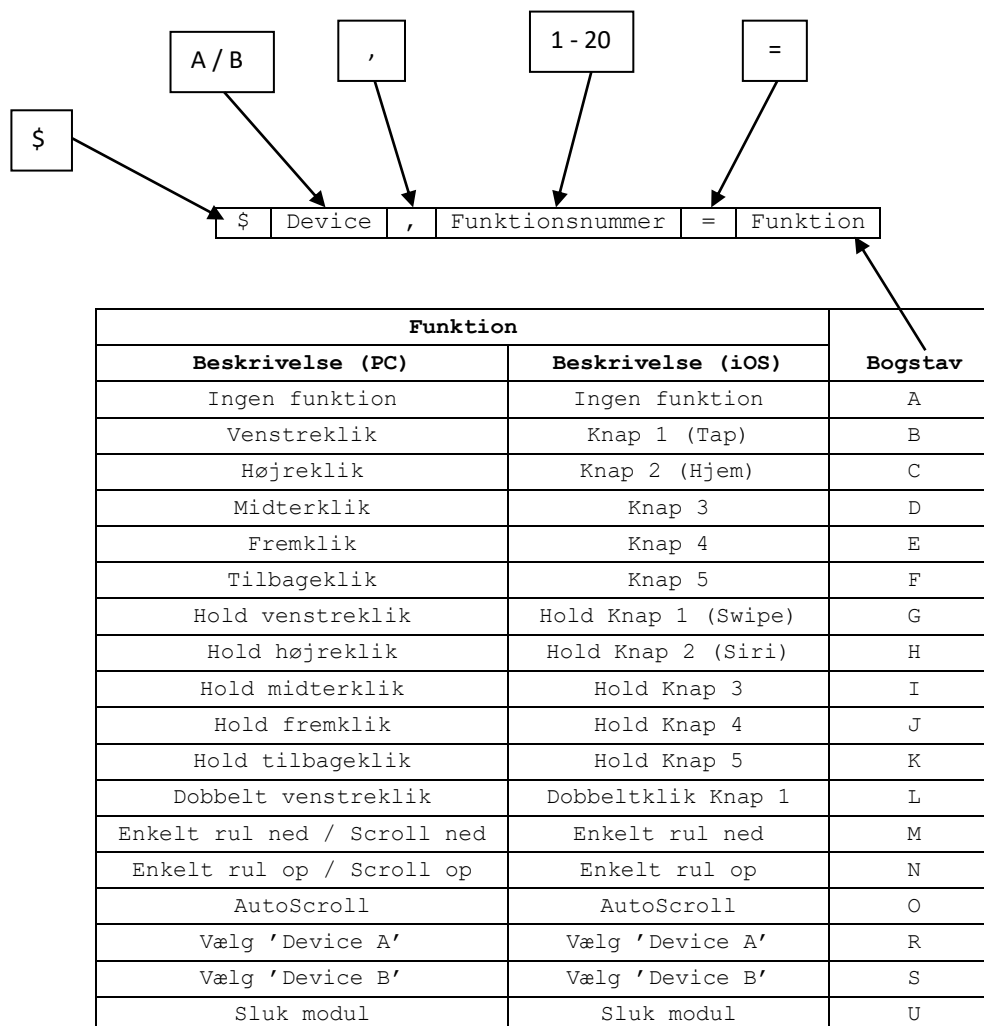 $
A / B
,
1 - 20
=
$ Device , Funktionsnummer = Funktion
Funktion
Beskrivelse (PC) Beskrivelse (iOS) Bogstav
Ingen funktion Ingen funktion A
Venstreklik Knap 1 (Tap) B
Højreklik Knap 2 (Hjem) C
Midterklik Knap 3 D
Fremklik Knap 4 E
Tilbageklik Knap 5 F
Hold venstreklik Hold Knap 1 (Swipe) G
Hold højreklik Hold Knap 2 (Siri) H
Hold midterklik Hold Knap 3 I
Hold fremklik Hold Knap 4 J
Hold tilbageklik Hold Knap 5 K
Dobbelt venstreklik Dobbeltklik Knap 1 L
Enkelt rul ned / Scroll ned Enkelt rul ned M
Enkelt rul op / Scroll op Enkelt rul op N
AutoScroll AutoScroll O
Vælg ’Device A’ Vælg ’Device A’ R
Vælg ’Device B’ Vælg ’Device B’ S
Sluk modul Sluk modul U